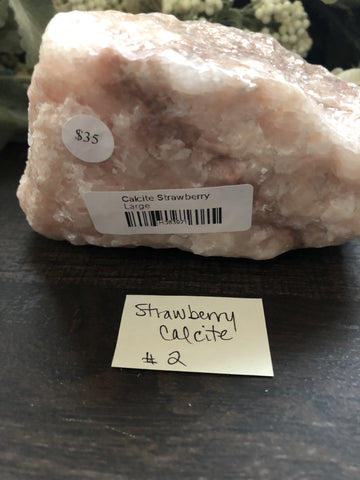 $35
Calcite Strawberry
Large
Strawberry
Calcite
# 2